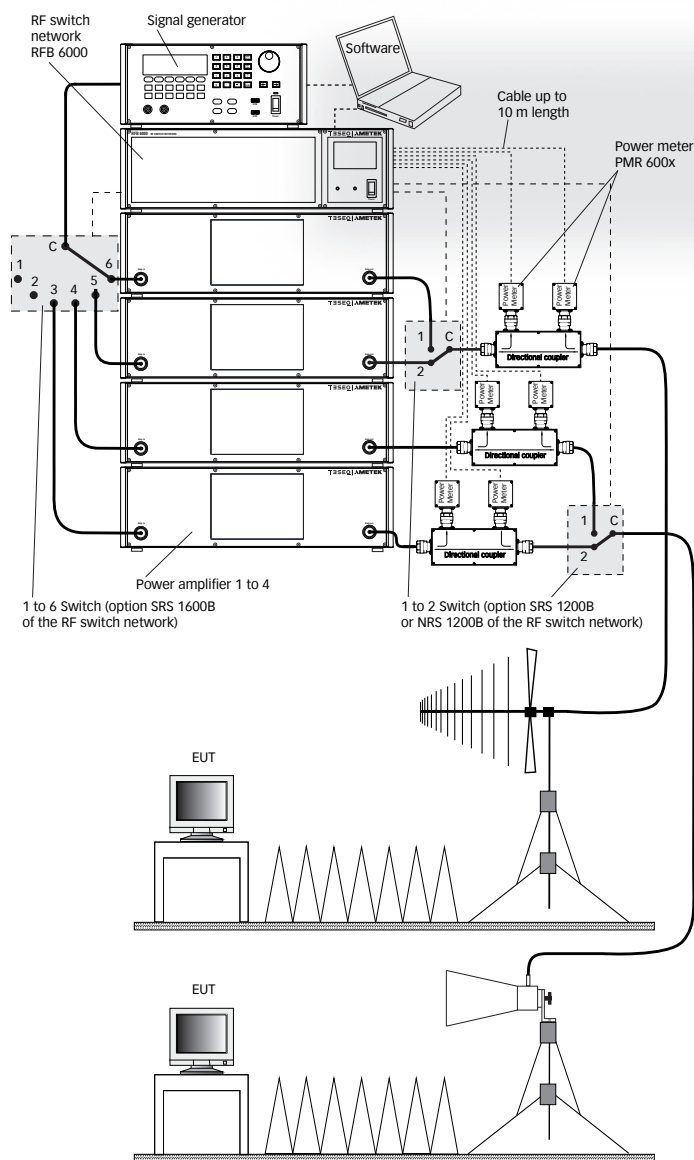 RF switch
network
RFB 6000
Signal generator
Software
Cable up to
10 m length
Power meter
PMR 600x
RFB 6000
TESEQ AMETEK
TESEQ AMETEK
C
1
2
3
4
5
6
TESEQ AMETEK
1
C
2
Power
Meter
Power
Meter
Directional coupler
TESEQ AMETEK
Power
Meter
Power
Meter
Directional coupler
TESEQ AMETEK
Power
Meter
Power
Meter
Directional coupler
1
C
2
Power amplifier 1 to 4
1 to 6 Switch (option SRS 1600B
of the RF switch network)
1 to 2 Switch (option SRS 1200B
or NRS 1200B of the RF switch network)
EUT
EUT